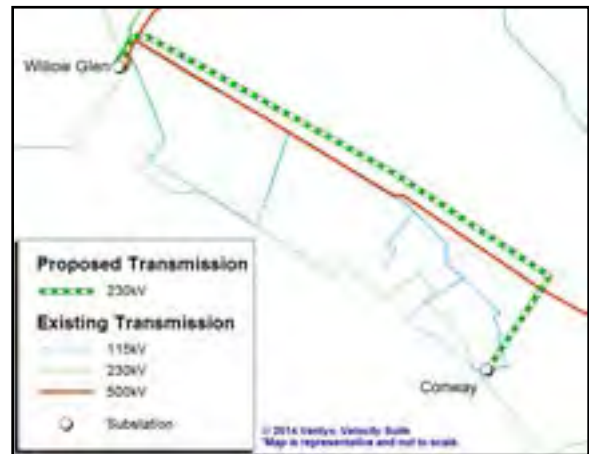 Willow Glen
Proposed Transmission
230kV
Existing Transmission
115kV
230kV
500kV
Substation
Conway
© 2014 Ventyx, Velocity Suite
*Map is representative and not to scale.